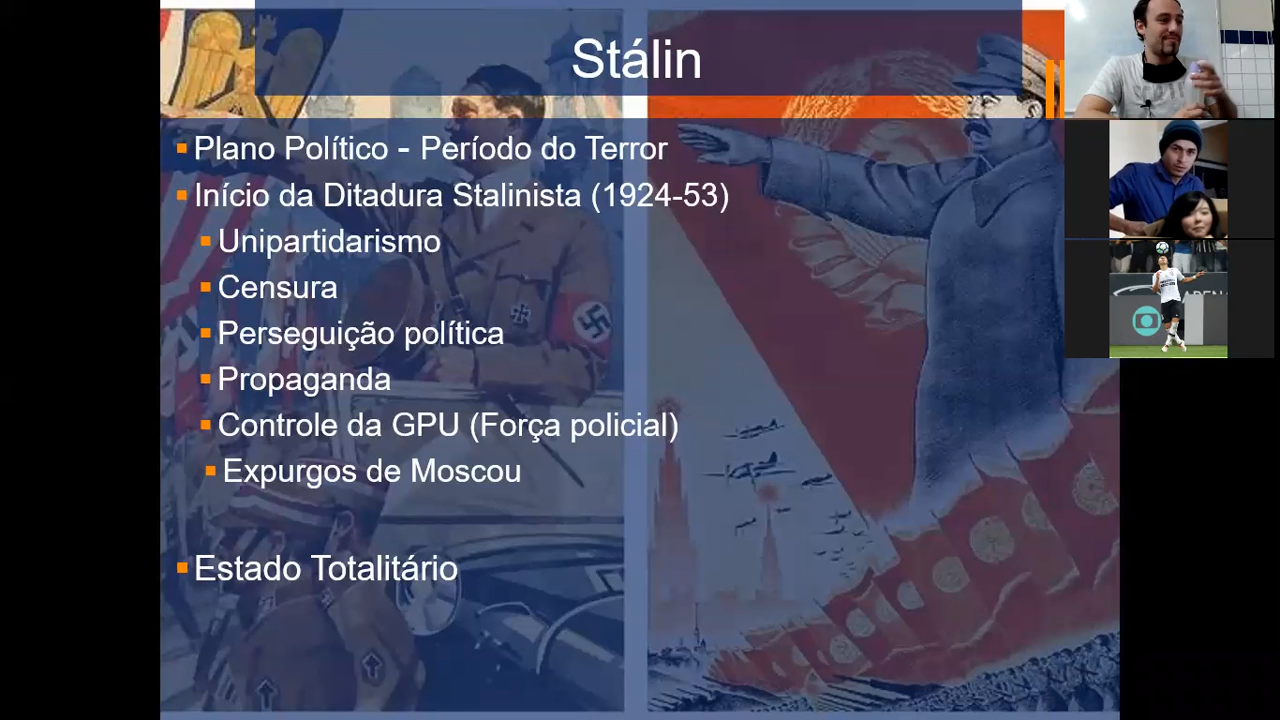 Stálin
Plano Político - Período do Terror
Início da Ditadura Stalinista (1924-53)
Unipartidarismo
Censura
Perseguição política
Propaganda
Controle da GPU (Força policial)
Expurgos de Moscou
Estado Totalitário